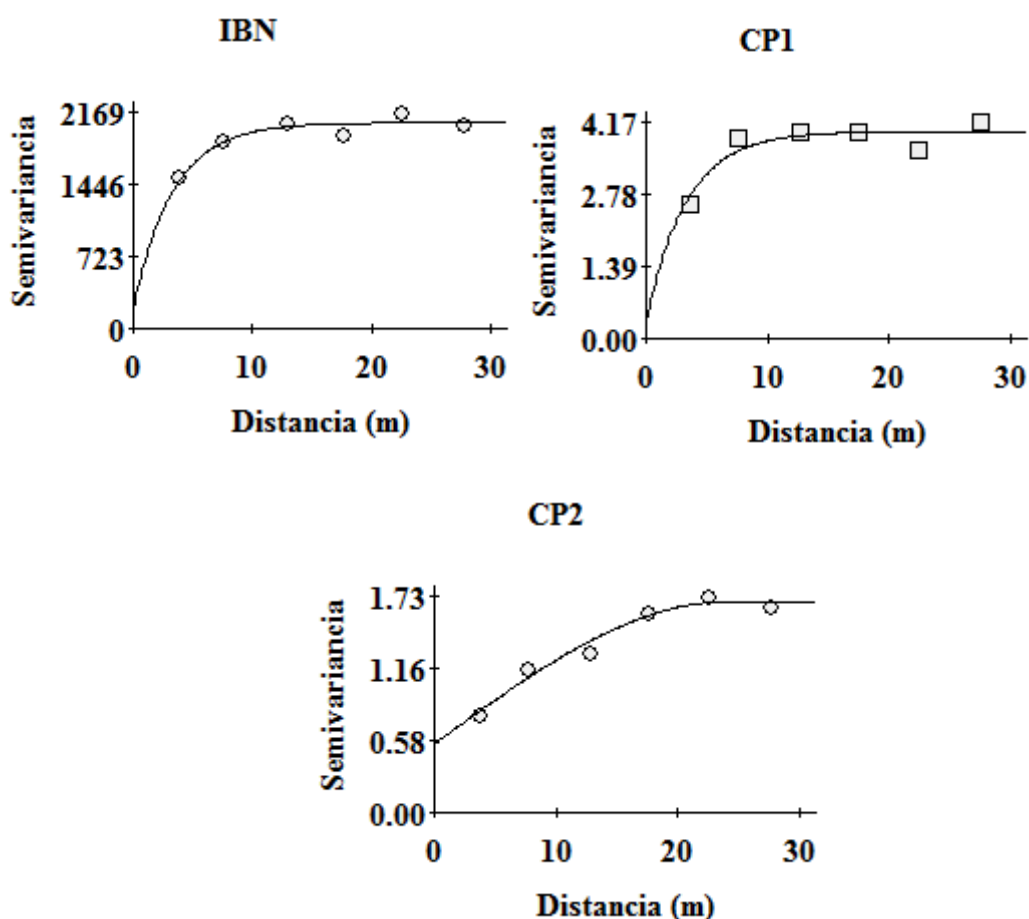 IBN
Semivariancia
2169
1446
723
0
0 10 20 30
Distancia (m)
CP1
Semivariancia
4.17
2.78
1.39
0.00
0 10 20 30
Distancia (m)
CP2
Semivariancia
1.73
1.16
0.58
0.00
0 10 20 30
Distancia (m)